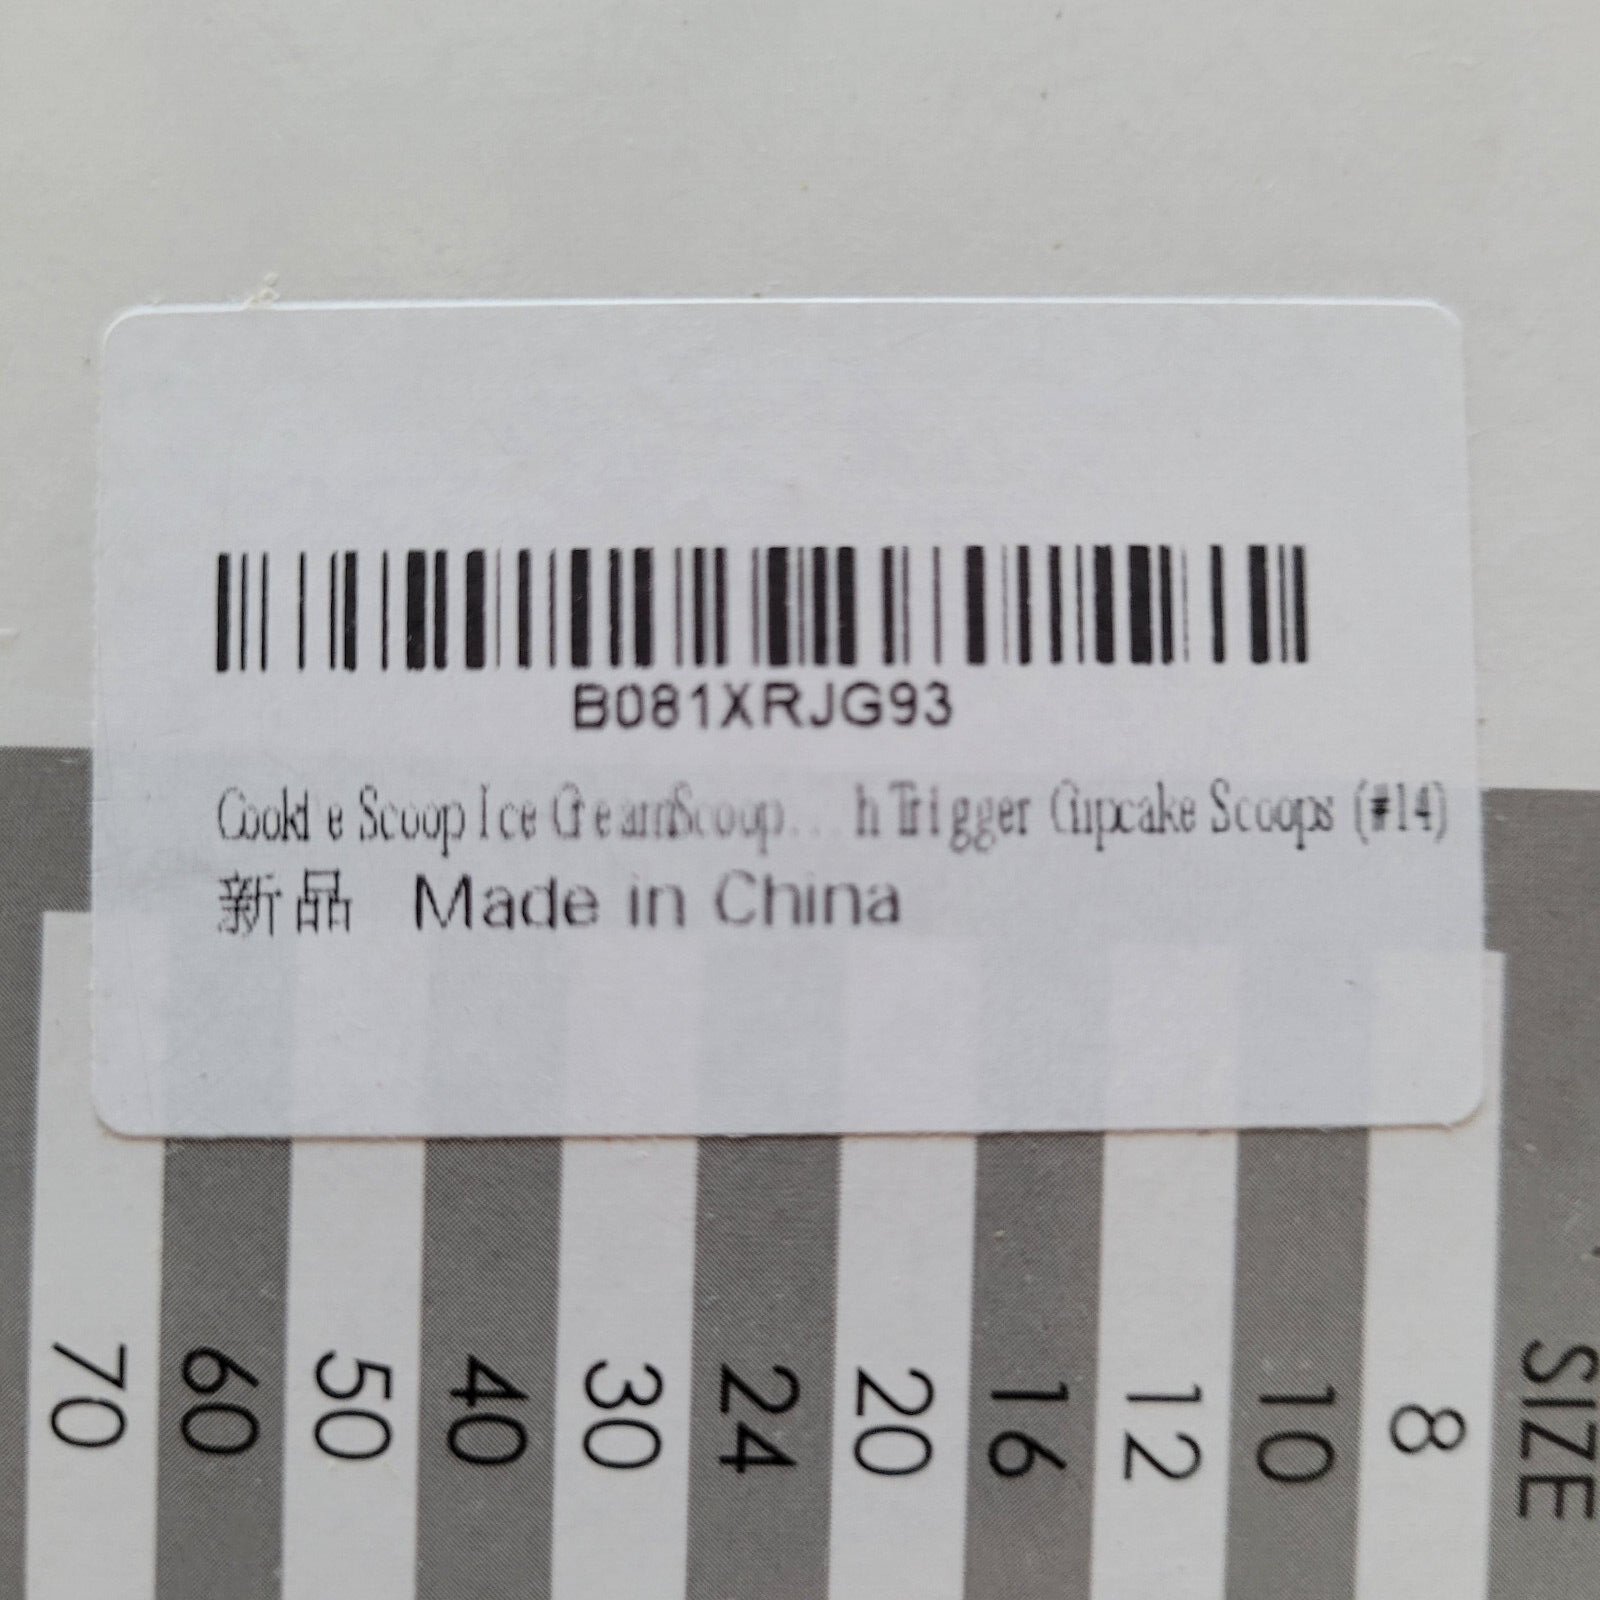 B081XRJG93
Cookie Scoop Ice Cream Scoop... h Trigger Cupcake Scoops (#14)
新品 Made in China
70 60 50 40 30 24 20 16 12 10 8 SIZE